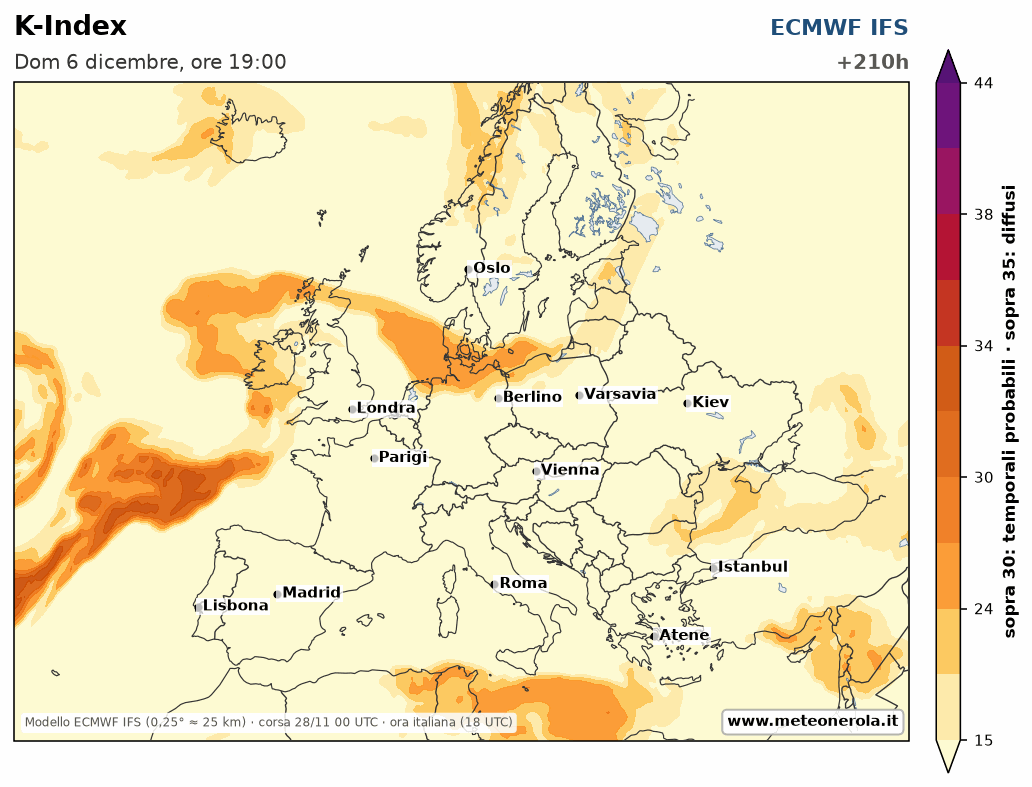 K-Index
ECMWF IFS
Dom 6 dicembre, ore 19:00
+210h
44
38
34
30
24
15
sopra 30: temporali probabili · sopra 35: diffusi
Oslo
Londra
Berlino
Varsavia
Kiev
Parigi
Vienna
Istanbul
Roma
Madrid
Lisbona
Atene
Modello ECMWF IFS (0,25° ≈ 25 km) · corsa 28/11 00 UTC · ora italiana (18 UTC)
www.meteonerola.it